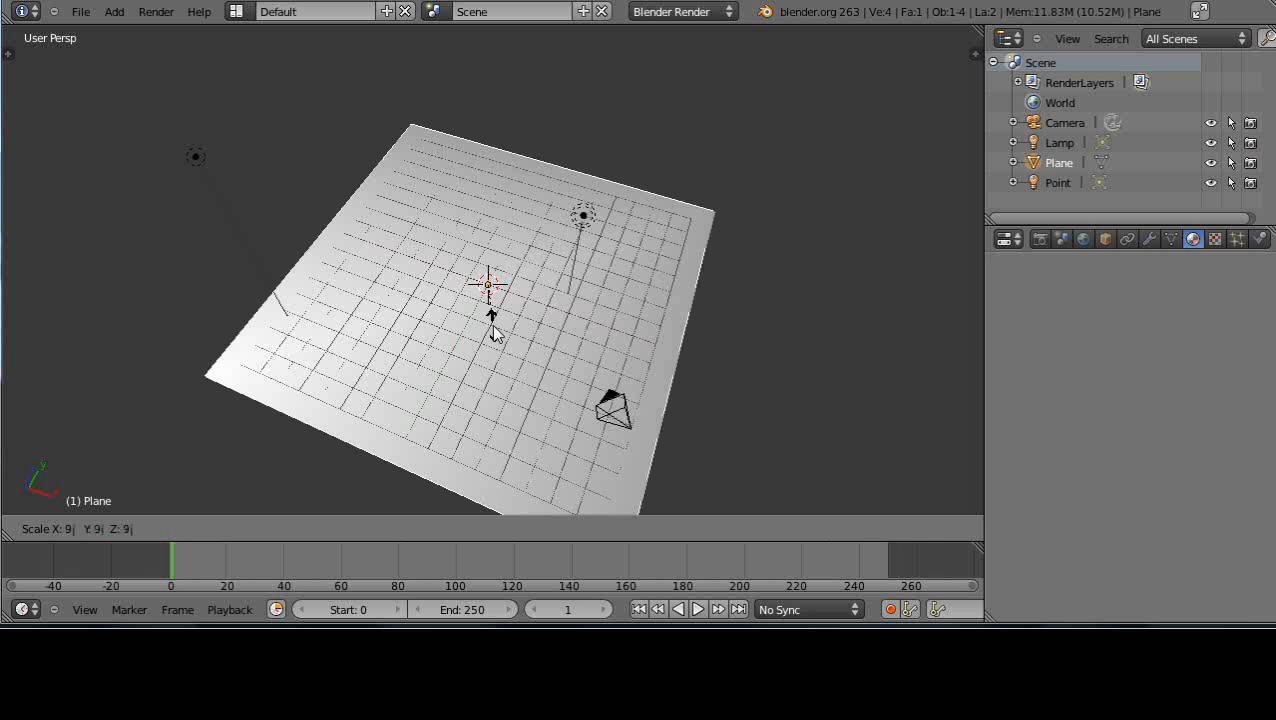 File Add Render Help Default Scene Blender Render blender.org 263 | Ve:4 | Fa:1 | Ob:1-4 | La:2 | Mem:11.83M (10.52M) | Plane
User Persp
View Search All Scenes
Scene
RenderLayers |
World
Camera |
Lamp |
Plane |
Point |
y
x
(1) Plane
Scale X: 9| Y: 9| Z: 9|
-40 -20 0 20 40 60 80 100 120 140 160 180 200 220 240 260
View Marker Frame Playback Start: 0 End: 250 1 No Sync